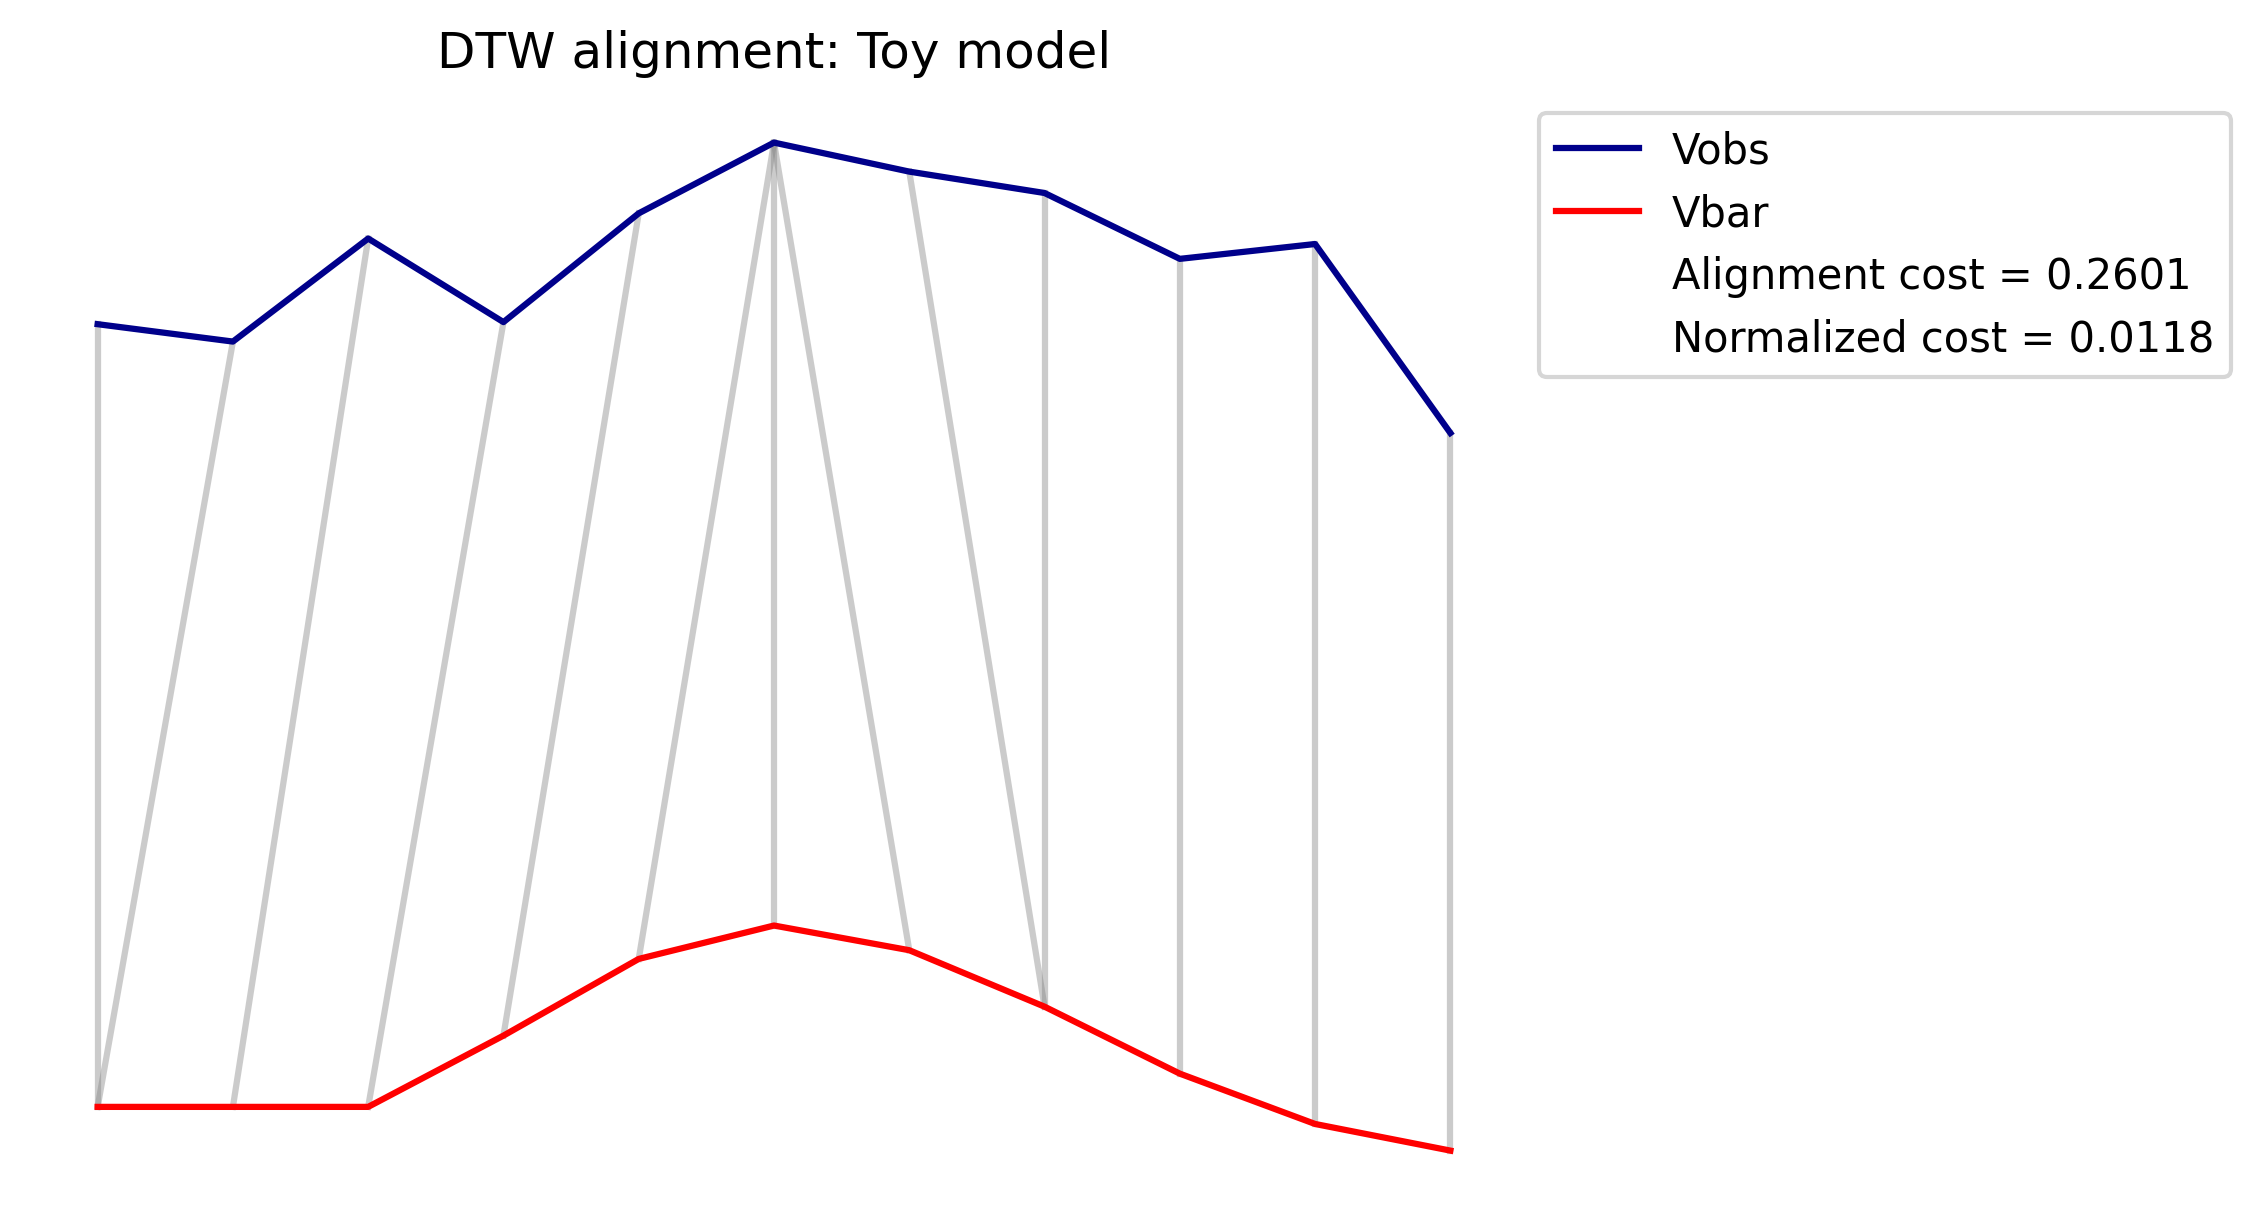 DTW alignment: Toy model
Vobs
Vbar
Alignment cost = 0.2601
Normalized cost = 0.0118